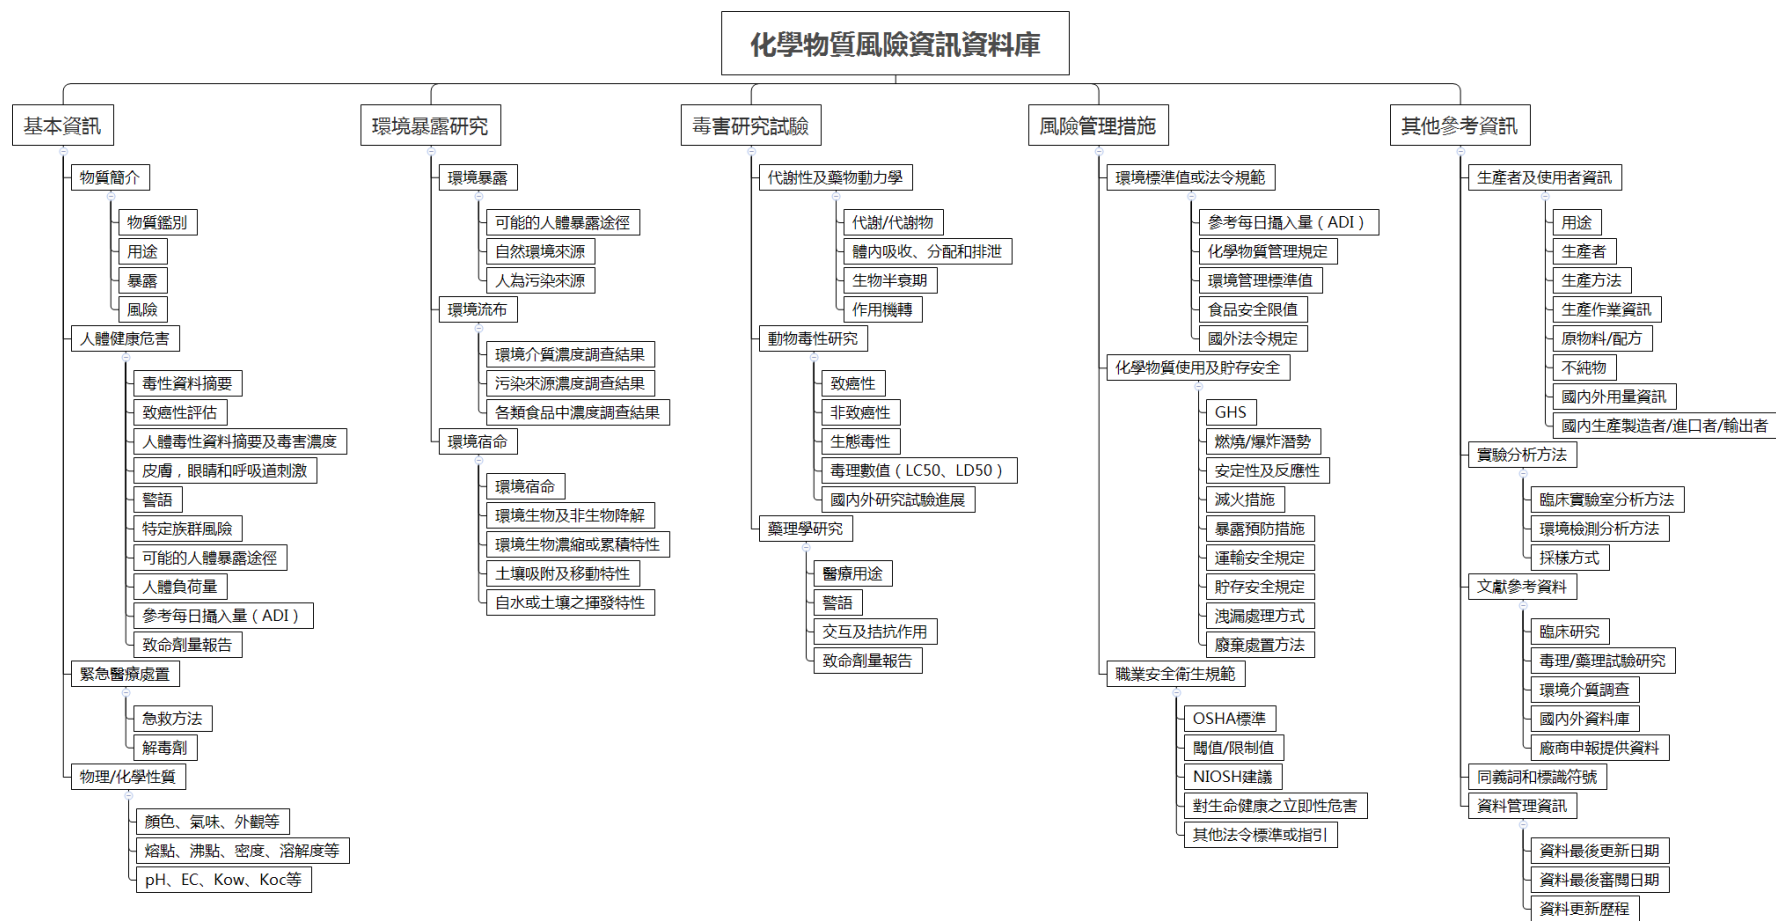 化學物質風險資訊資料庫
基本資訊
物質簡介
物質鑑別
用途
暴露
風險
人體健康危害
毒性資料摘要
致癌性評估
人體毒性資料摘要及毒害濃度
皮膚，眼睛和呼吸道刺激
警語
特定族群風險
可能的人體暴露途徑
人體負荷量
參考每日攝入量（ADI）
致命劑量報告
緊急醫療處置
急救方法
解毒劑
物理/化學性質
顏色、氣味、外觀等
熔點、沸點、密度、溶解度等
pH、EC、Kow、Koc等
環境暴露研究
環境暴露
可能的人體暴露途徑
自然環境來源
人為污染來源
環境流布
環境介質濃度調查結果
污染來源濃度調查結果
各類食品中濃度調查結果
環境宿命
環境宿命
環境生物及非生物降解
環境生物濃縮或累積特性
土壤吸附及移動特性
自水或土壤之揮發特性
毒害研究試驗
代謝性及藥物動力學
代謝/代謝物
體內吸收、分配和排泄
生物半衰期
作用機轉
動物毒性研究
致癌性
非致癌性
生態毒性
毒理數值（LC50、LD50）
國內外研究試驗進展
藥理學研究
醫療用途
警語
交互及拮抗作用
致命劑量報告
風險管理措施
環境標準值或法令規範
參考每日攝入量（ADI）
化學物質管理規定
環境管理標準值
食品安全限值
國外法令規定
化學物質使用及貯存安全
GHS
燃燒/爆炸潛勢
安定性及反應性
滅火措施
暴露預防措施
運輸安全規定
貯存安全規定
洩漏處理方式
廢棄處置方法
職業安全衛生規範
OSHA標準
閾值/限制值
NIOSH建議
對生命健康之立即性危害
其他法令標準或指引
其他參考資訊
生產者及使用者資訊
用途
生產者
生產方法
生產作業資訊
原物料/配方
不純物
國內外用量資訊
國內生產製造者/進口者/輸出者
實驗分析方法
臨床實驗室分析方法
環境檢測分析方法
採樣方式
文獻參考資料
臨床研究
毒理/藥理試驗研究
環境介質調查
國內外資料庫
廠商申報提供資料
同義詞和標識符號
資料管理資訊
資料最後更新日期
資料最後審閱日期
資料更新歷程